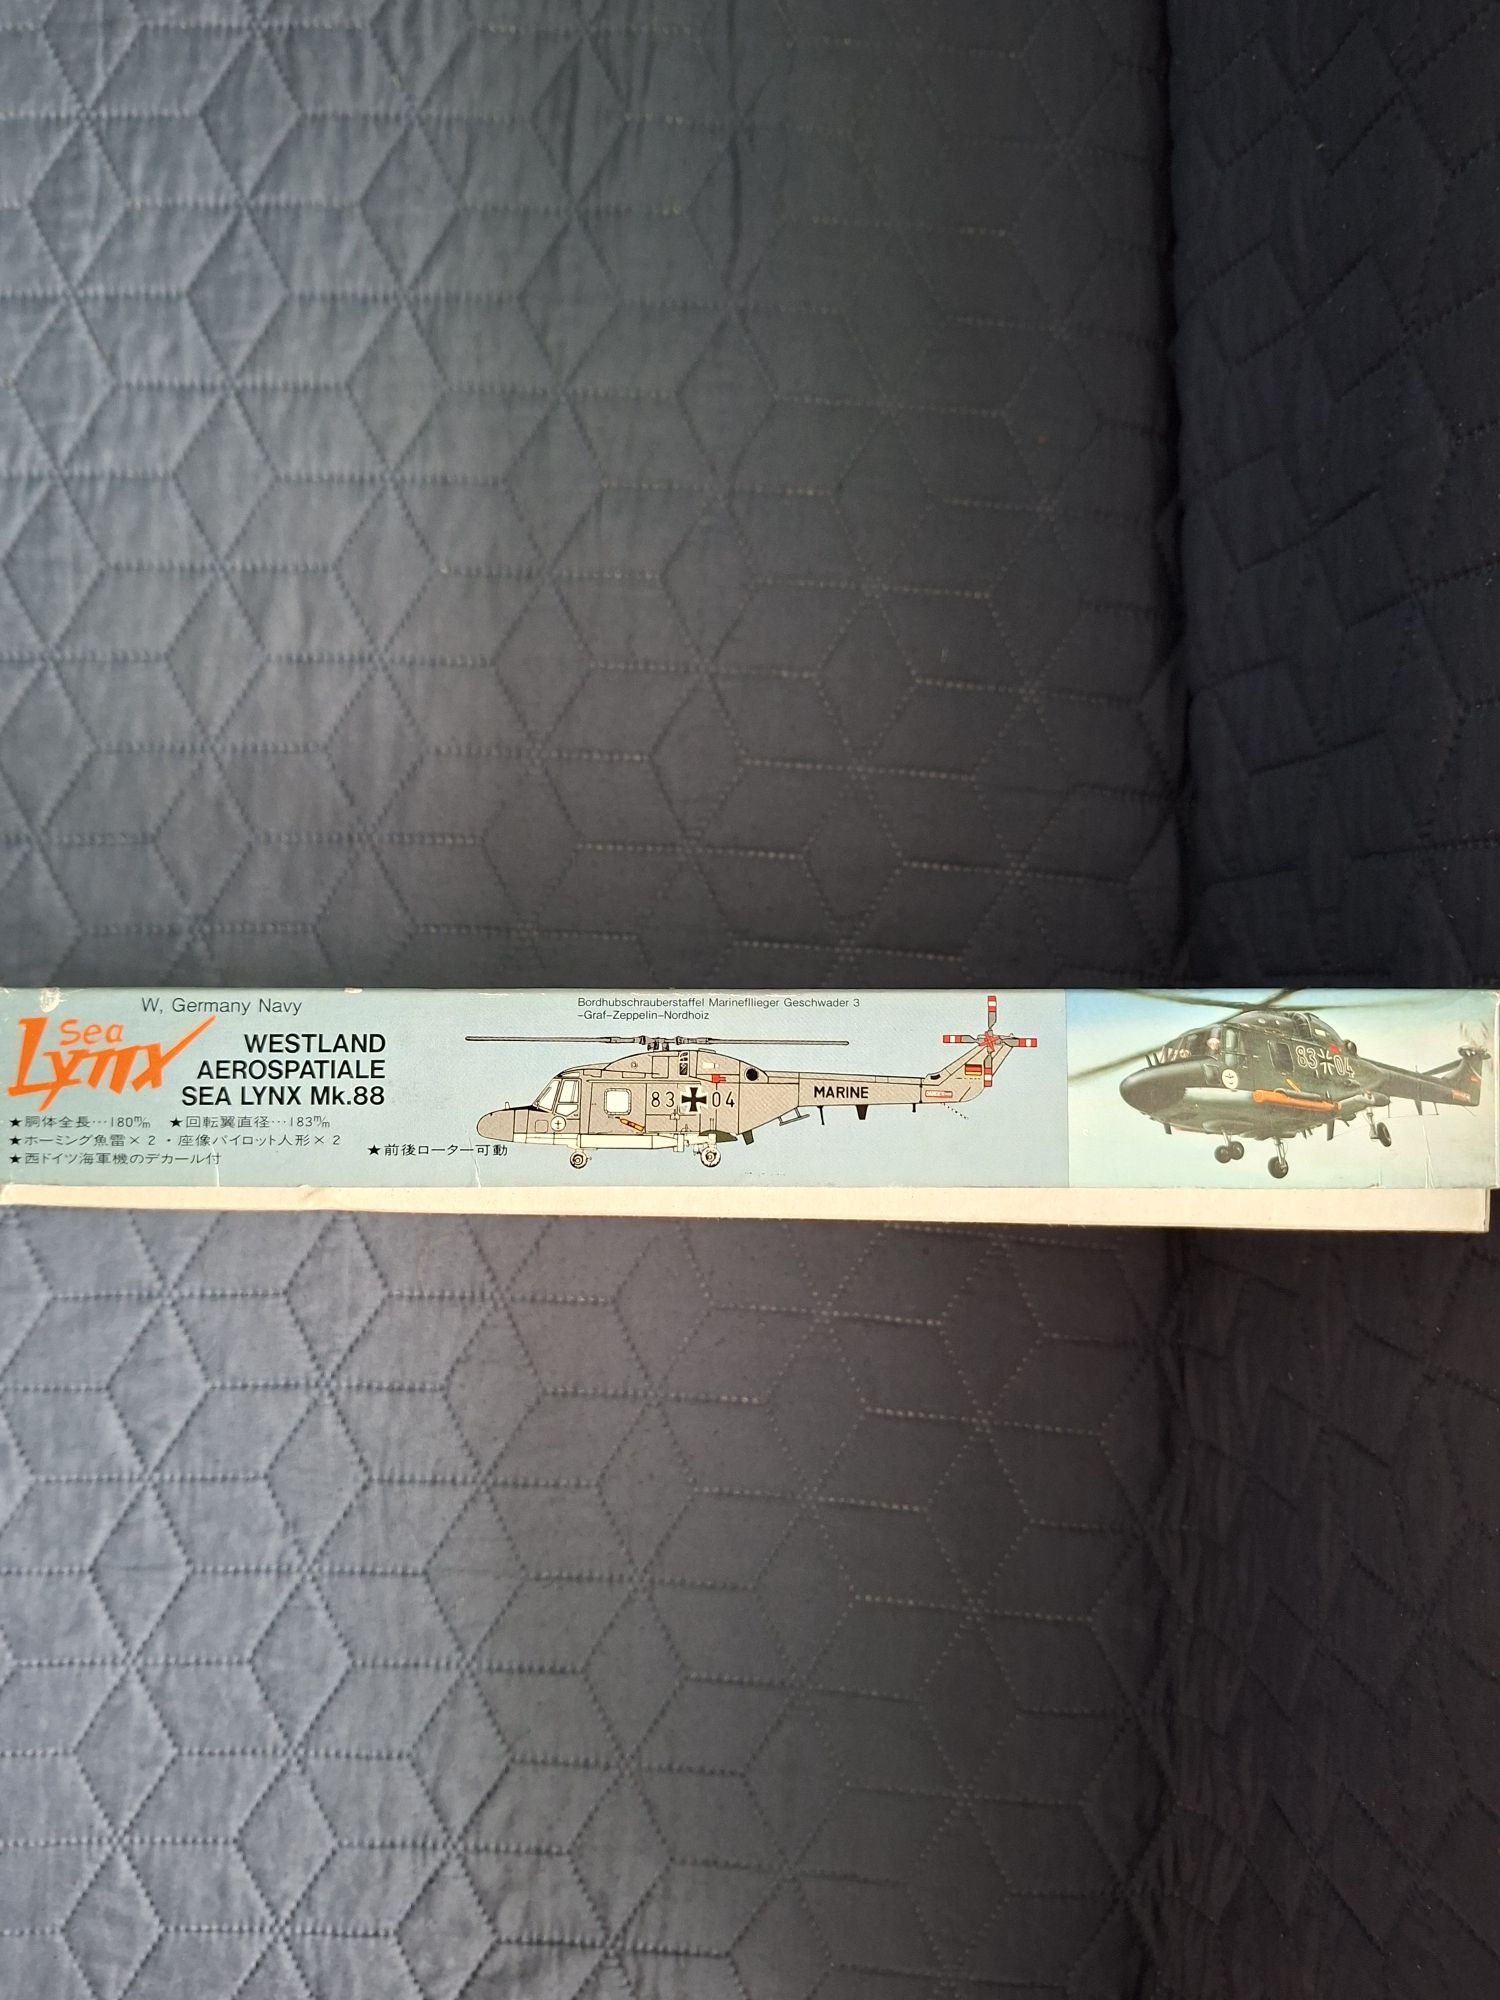 W, Germany Navy
Sea
Lynx
WESTLAND
AEROSPATIALE
SEA LYNX Mk.88
★胴体全長…180m/m ★回転翼直径…183m/m
★ホーミング魚雷×2・座像パイロット人形×2
★西ドイツ海軍機のデカール付
★前後ローター可動
Bordhubschrauberstaffel Marinefllieger Geschwader 3
-Graf-Zeppelin-Nordhoiz
83 04
MARINE
83 04